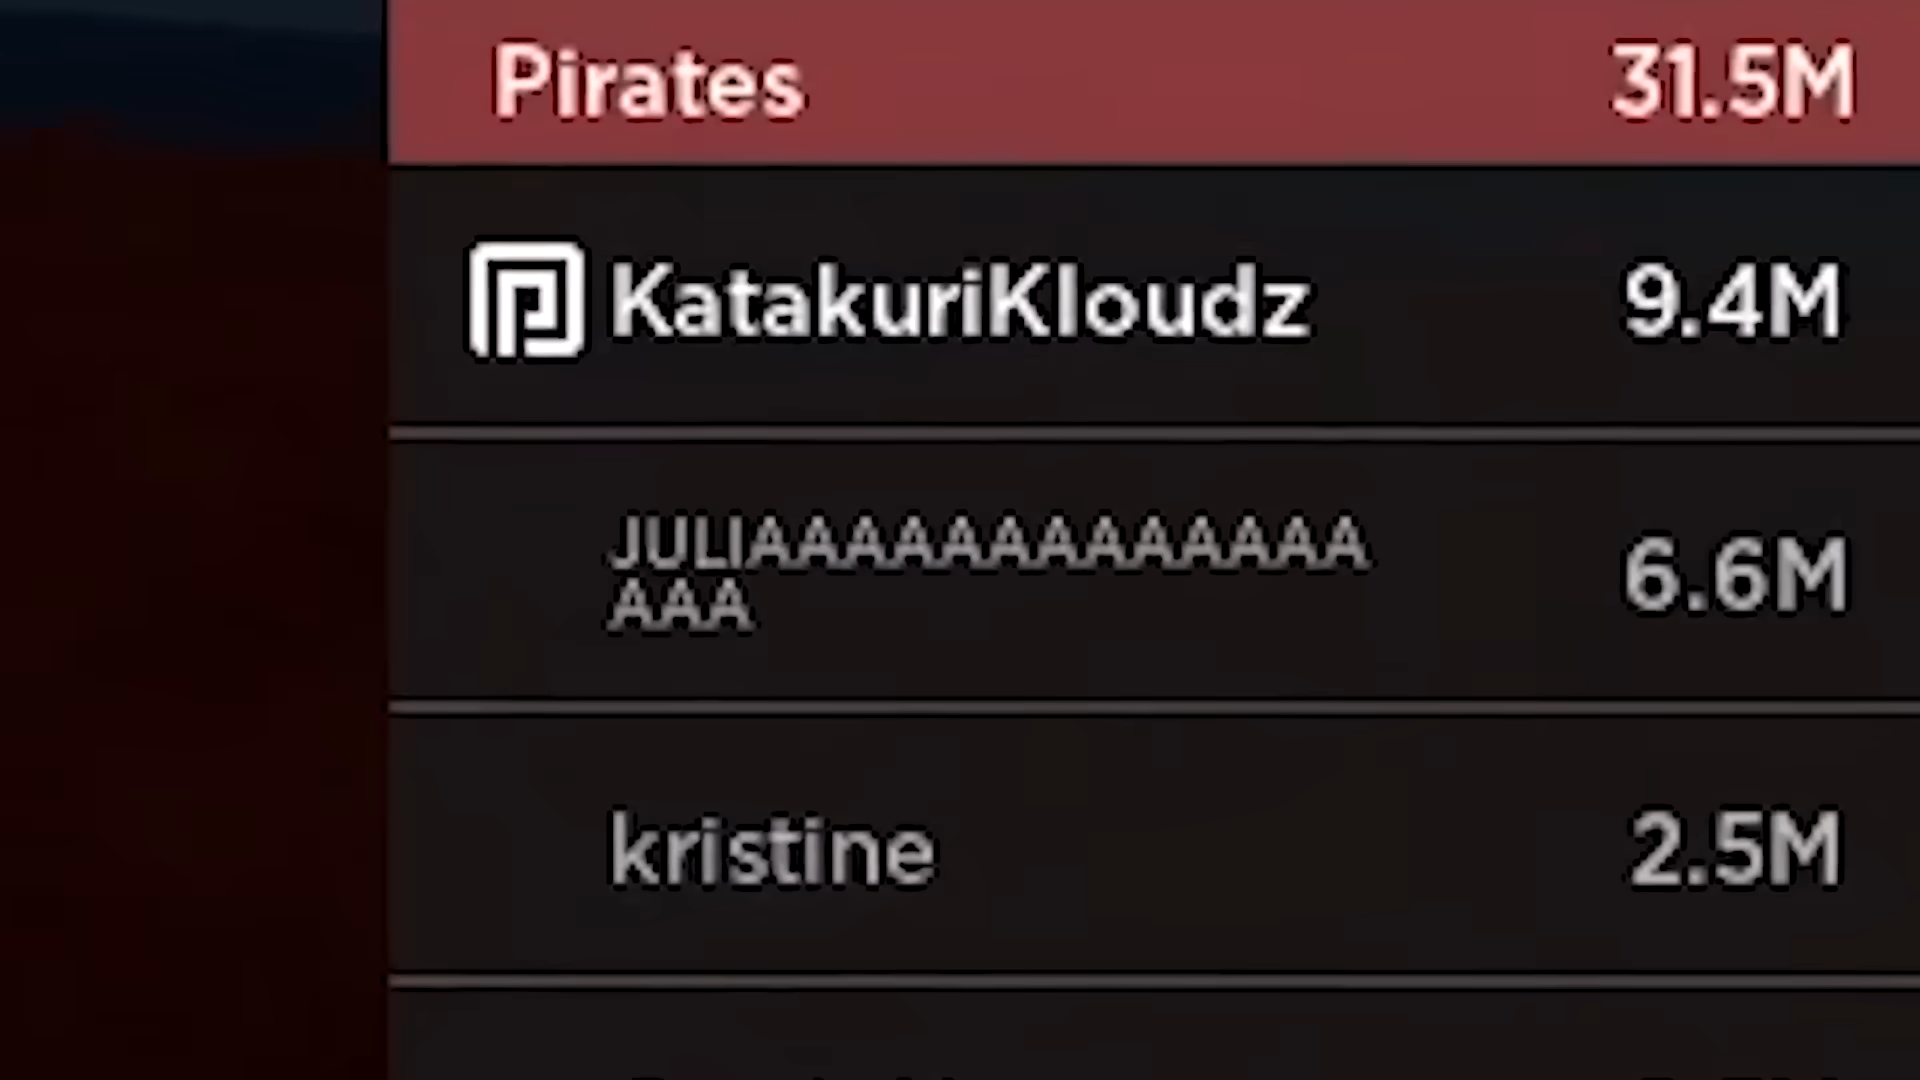 Pirates 31.5M
KatakuriKloudz 9.4M
JULIAAAAAAAAAAAAAA
AAA 6.6M
kristine 2.5M